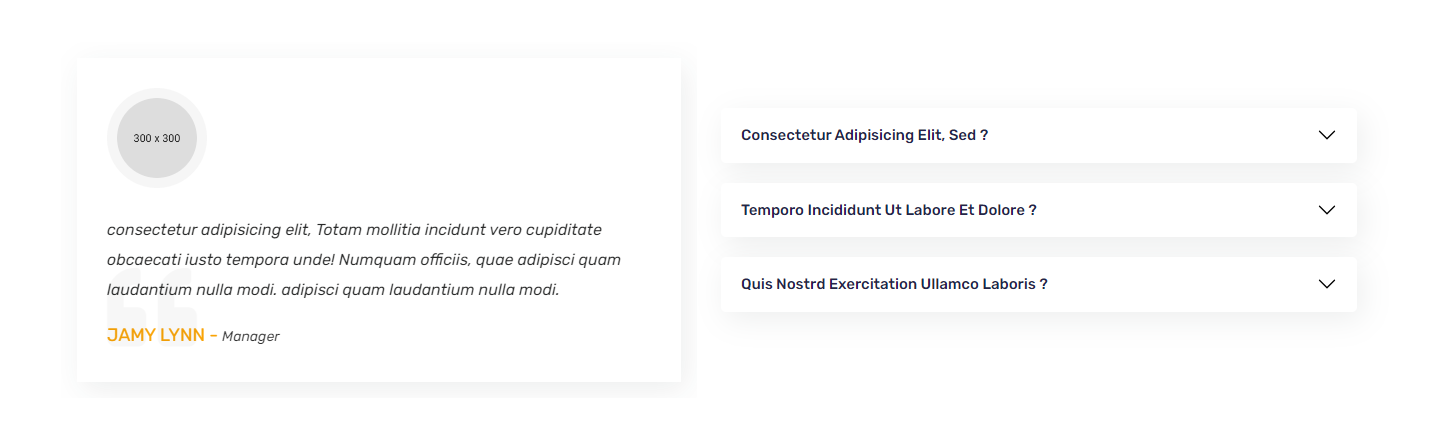 300 x 300
consectetur adipisicing elit, Totam mollitia incidunt vero cupiditate
obcaecati iusto tempora unde! Numquam officiis, quae adipisci quam
laudantium nulla modi. adipisci quam laudantium nulla modi.
JAMY LYNN - Manager
Consectetur Adipisicing Elit, Sed ?
Temporo Incididunt Ut Labore Et Dolore ?
Quis Nostrd Exercitation Ullamco Laboris ?